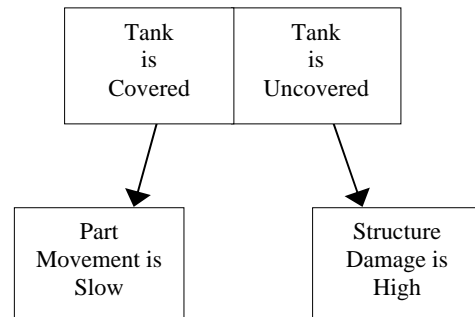 Tank
is
Covered
Tank
is
Uncovered
Part
Movement is
Slow
Structure
Damage is
High